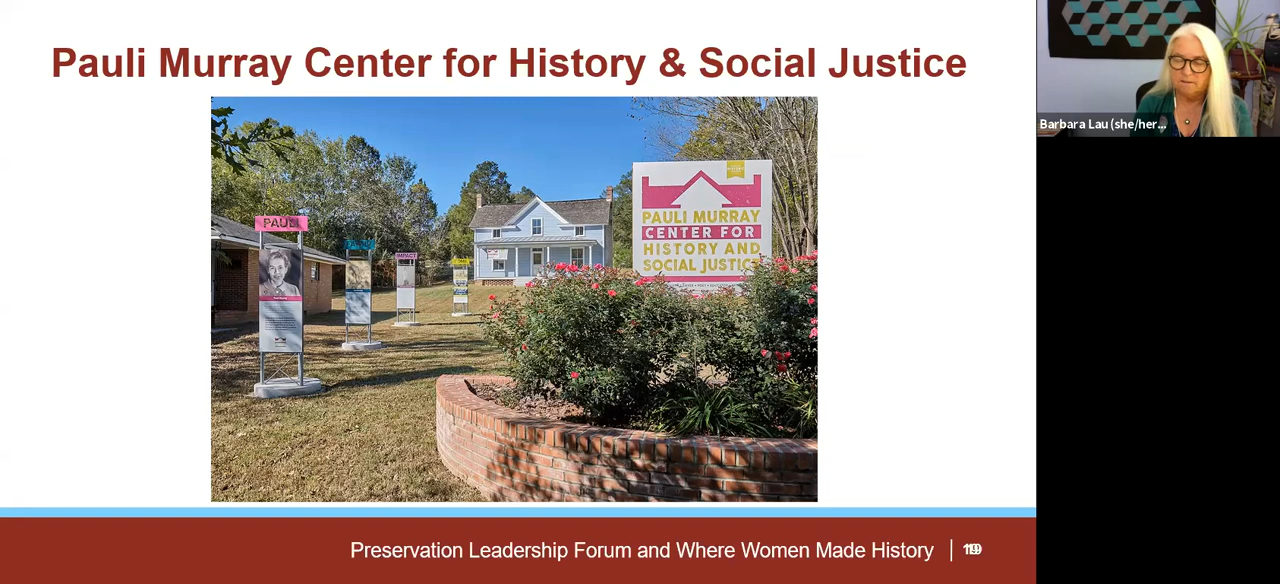 Pauli Murray Center for History & Social Justice
Barbara Lau (she/her...
PAULI
IMPACT
PAULI MURRAY
CENTER FOR
HISTORY AND
SOCIAL JUSTICE
Preservation Leadership Forum and Where Women Made History